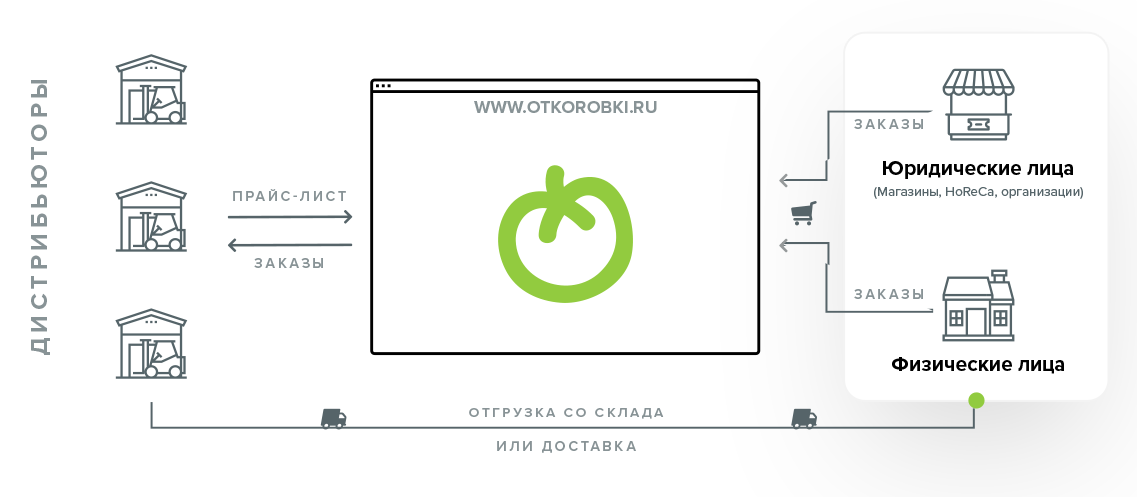 ДИСТРИБЬЮТОРЫ
ПРАЙС-ЛИСТ
ЗАКАЗЫ
WWW.OTKOROBKI.RU
ЗАКАЗЫ
Юридические лица
(Магазины, HoReCa, организации)
ЗАКАЗЫ
Физические лица
ОТГРУЗКА СО СКЛАДА
ИЛИ ДОСТАВКА